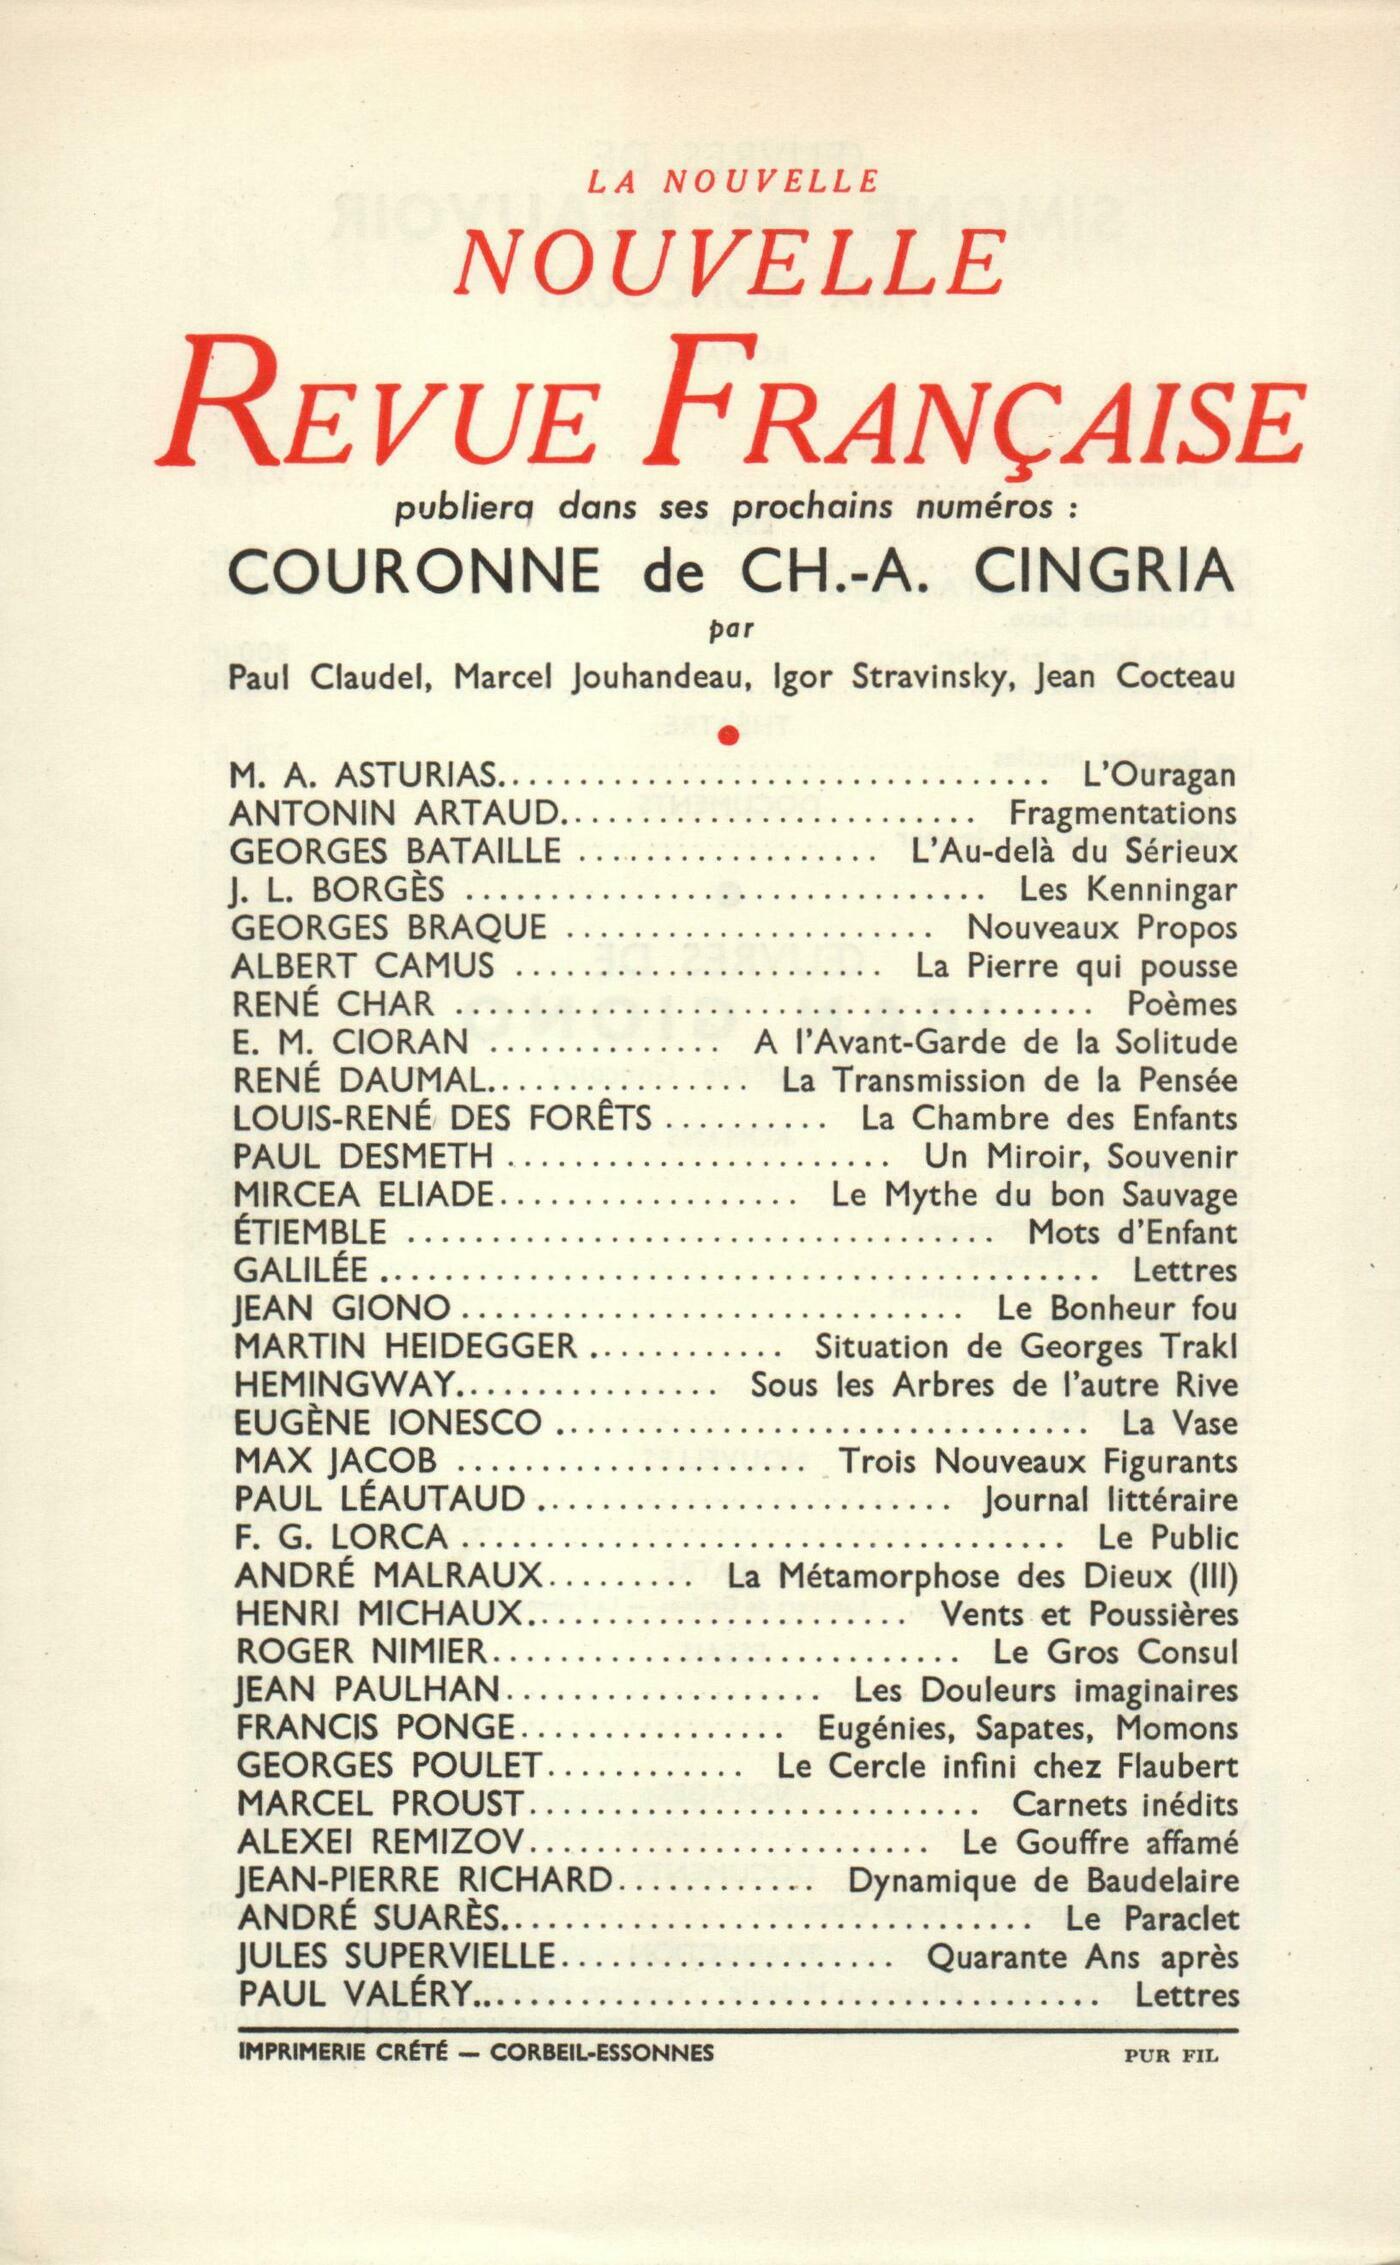 LA NOUVELLE
NOUVELLE
REVUE FRANÇAISE
publiera dans ses prochains numéros :
COURONNE de CH.-A. CINGRIA
par
Paul Claudel, Marcel Jouhandeau, Igor Stravinsky, Jean Cocteau
M. A. ASTURIAS................................. L'Ouragan
ANTONIN ARTAUD......................... Fragmentations
GEORGES BATAILLE .................. L'Au-delà du Sérieux
J. L. BORGÈS ............................... Les Kenningar
GEORGES BRAQUE ...................... Nouveaux Propos
ALBERT CAMUS ...................... La Pierre qui pousse
RENÉ CHAR ...................................... Poèmes
E. M. CIORAN .............. A l'Avant-Garde de la Solitude
RENÉ DAUMAL................ La Transmission de la Pensée
LOUIS-RENÉ DES FORÊTS .......... La Chambre des Enfants
PAUL DESMETH ....................... Un Miroir, Souvenir
MIRCEA ELIADE.................. Le Mythe du bon Sauvage
ÉTIEMBLE ................................... Mots d'Enfant
GALILÉE ........................................... Lettres
JEAN GIONO .............................. Le Bonheur fou
MARTIN HEIDEGGER ............ Situation de Georges Trakl
HEMINGWAY................ Sous les Arbres de l'autre Rive
EUGÈNE IONESCO ................................ La Vase
MAX JACOB ..................... Trois Nouveaux Figurants
PAUL LÉAUTAUD ......................... Journal littéraire
F. G. LORCA .................................... Le Public
ANDRÉ MALRAUX......... La Métamorphose des Dieux (III)
HENRI MICHAUX....................... Vents et Poussières
ROGER NIMIER............................ Le Gros Consul
JEAN PAULHAN................... Les Douleurs imaginaires
FRANCIS PONGE................ Eugénies, Sapates, Momons
GEORGES POULET............ Le Cercle infini chez Flaubert
MARCEL PROUST........................... Carnets inédits
ALEXEI REMIZOV........................ Le Gouffre affamé
JEAN-PIERRE RICHARD............ Dynamique de Baudelaire
ANDRÉ SUARÈS................................ Le Paraclet
JULES SUPERVIELLE.................... Quarante Ans après
PAUL VALÉRY...................................... Lettres
IMPRIMERIE CRÉTÉ — CORBEIL-ESSONNES PUR FIL